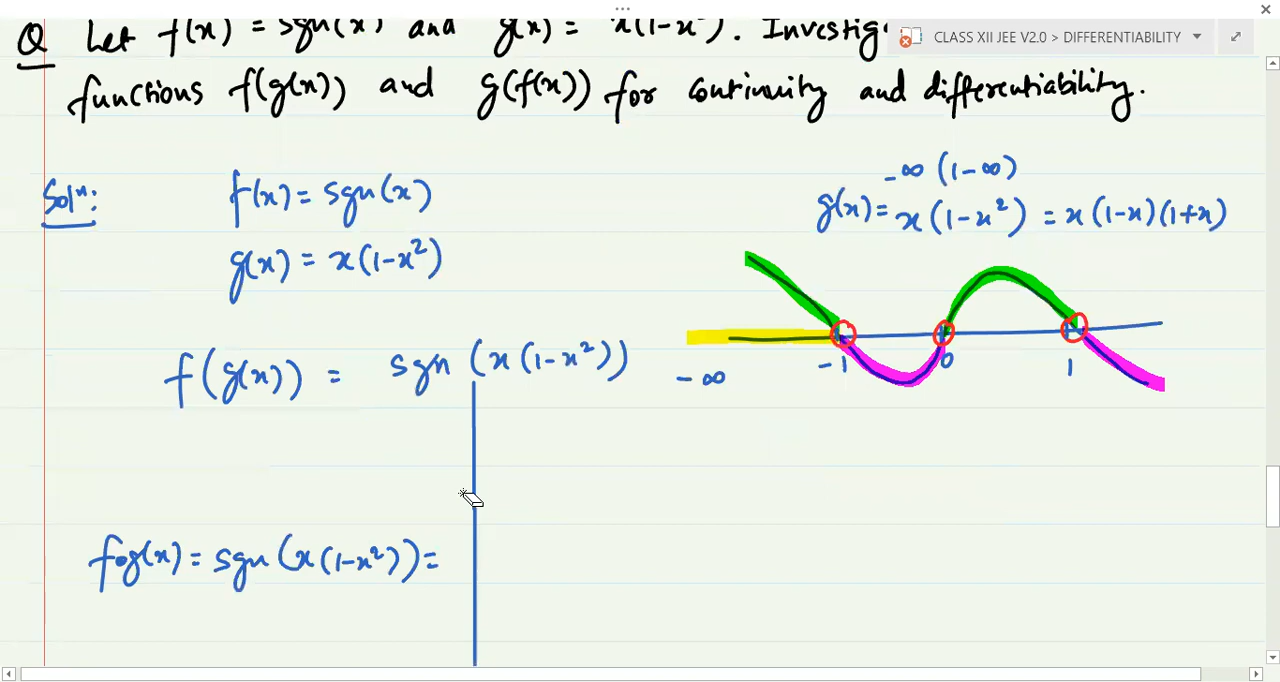 Q Let f(x) = sgn(x) and g(x) = x(1-x²). Investig
CLASS XII JEE V2.0 > DIFFERENTIABILITY
functions f(g(x)) and g(f(x)) for continuity and differentiability.
Solⁿ:
f(x) = sgn(x)
g(x) = x(1-x²)
-∞ (1-∞)
g(x) = x(1-x²) = x(1-x)(1+x)
-∞ -1 0 1
f(g(x)) = sgn (x(1-x²))
fog(x) = sgn(x(1-x²)) =